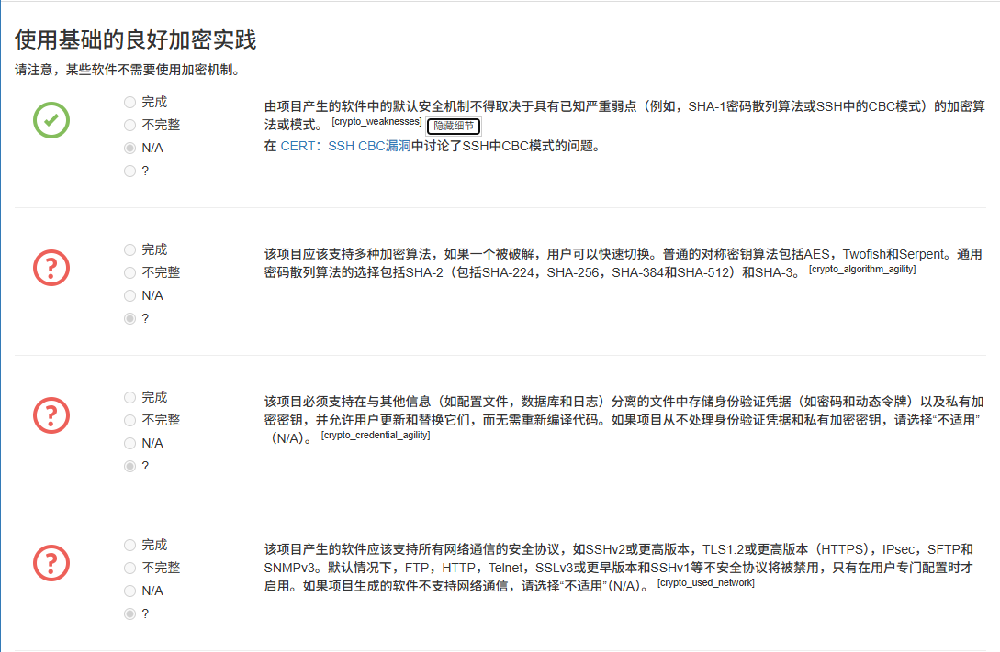 使用基础的良好加密实践
请注意，某些软件不需要使用加密机制。
完成
不完整
N/A
?
由项目产生的软件中的默认安全机制不得取决于具有已知严重弱点（例如，SHA-1密码散列算法或SSH中的CBC模式）的加密算
法或模式。 [crypto_weaknesses] 隐藏细节
在 CERT：SSH CBC漏洞中讨论了SSH中CBC模式的问题。
完成
不完整
N/A
?
该项目应该支持多种加密算法，如果一个被破解，用户可以快速切换。普通的对称密钥算法包括AES，Twofish和Serpent。通用
密码散列算法的选择包括SHA-2（包括SHA-224，SHA-256，SHA-384和SHA-512）和SHA-3。 [crypto_algorithm_agility]
完成
不完整
N/A
?
该项目必须支持在与其他信息（如配置文件，数据库和日志）分离的文件中存储身份验证凭据（如密码和动态令牌）以及私有加
密密钥，并允许用户更新和替换它们，而无需重新编译代码。如果项目从不处理身份验证凭据和私有加密密钥，请选择“不适用”
（N/A）。 [crypto_credential_agility]
完成
不完整
N/A
?
该项目产生的软件应该支持所有网络通信的安全协议，如SSHv2或更高版本，TLS1.2或更高版本（HTTPS），IPsec，SFTP和
SNMPv3。默认情况下，FTP，HTTP，Telnet，SSLv3或更早版本和SSHv1等不安全协议将被禁用，只有在用户专门配置时才
启用。如果项目生成的软件不支持网络通信，请选择“不适用”（N/A）。 [crypto_used_network]